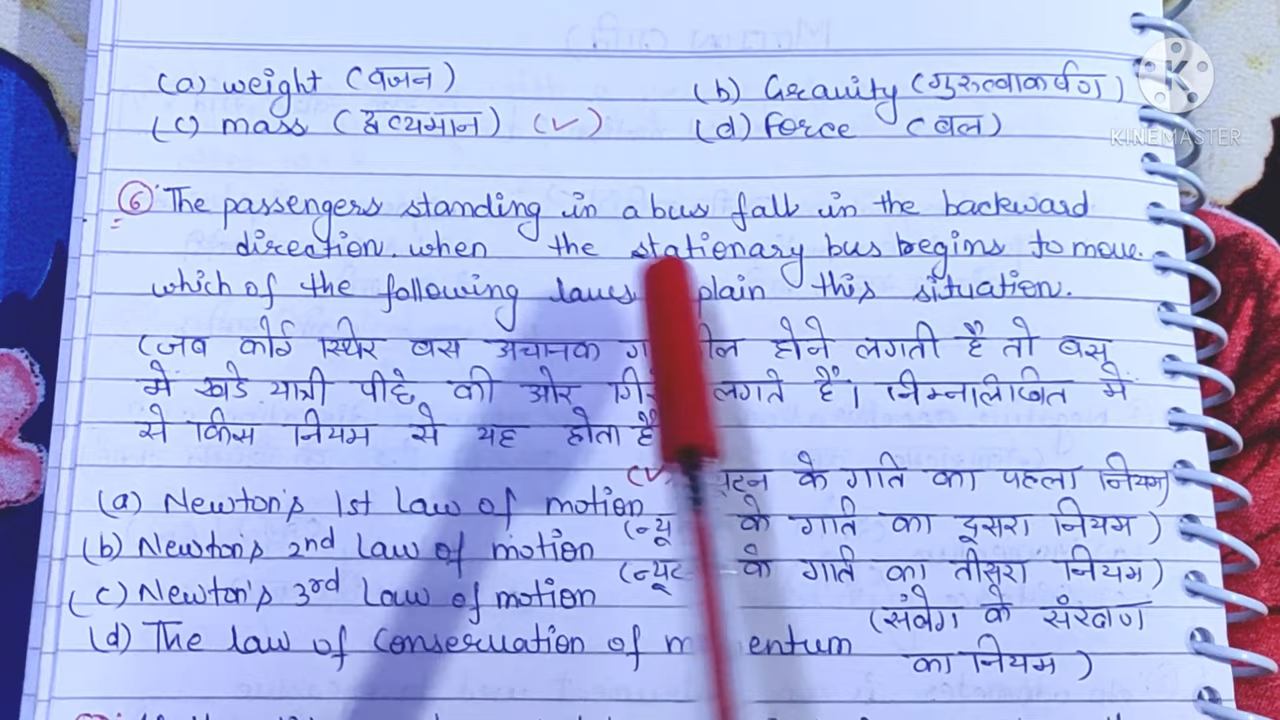 (a) weight (वजन)
(b) Gravity (गुरुत्वाकर्षण)
(c) mass (द्रव्यमान) (✓)
(d) Force (बल)
KINEMASTER
⑥ The passengers standing in a bus fall in the backward
direction. when the stationary bus begins to move.
which of the following laws plain this situation.
(जब कोई स्थिर बस अचानक होने लगती है तो बस
में खड़े यात्री पीछे की ओर लगते हैं। निम्नलिखित में
से किस नियम से यह होता है
(a) Newton's 1st law of motion (✓) के गति का पहला नियम)
(b) Newton's 2nd law of motion (न्यू के गति का दूसरा नियम)
(c) Newton's 3rd law of motion (न्यूट के गति का तीसरा नियम)
(d) The law of conservation of m entum (संवेग के संरक्षण
का नियम)